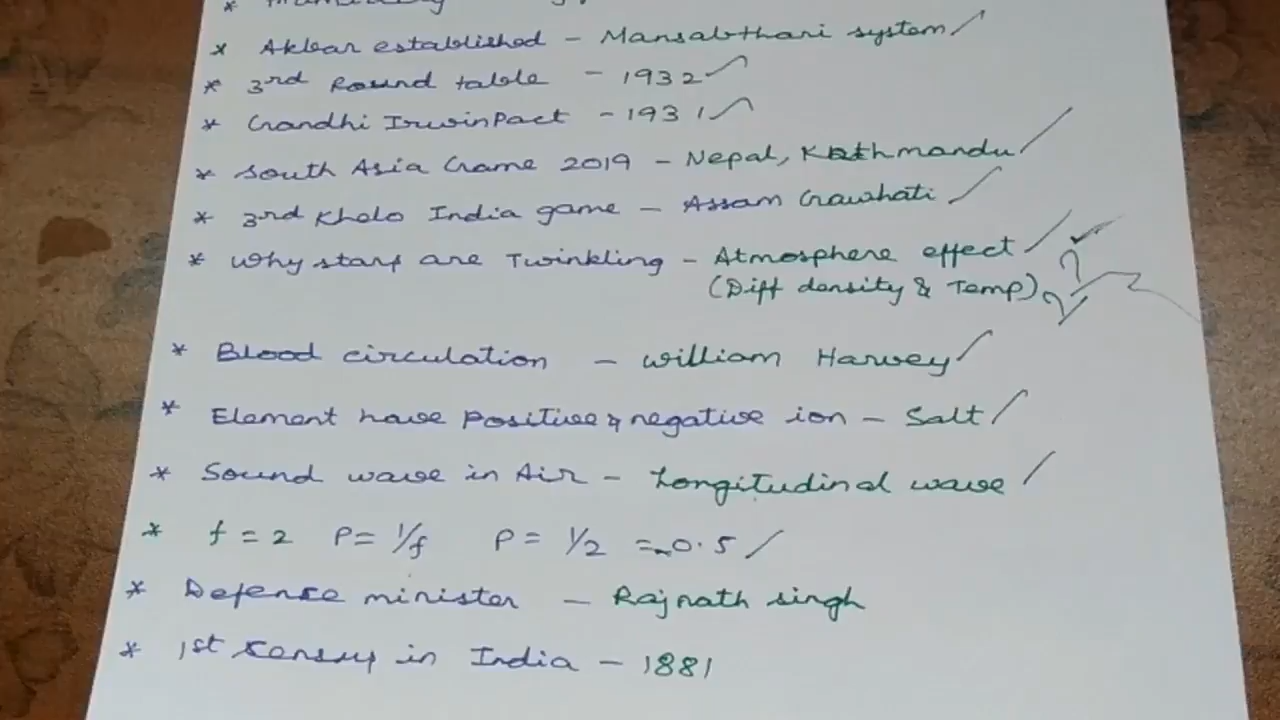 * Akbar established - Mansabthari system
* 3rd Round table - 1932
* Gandhi Irwin Pact - 1931
* South Asia Game 2019 - Nepal, Kathmandu
* 3rd Khelo India game - Assam Gawhati
* Why stars are Twinkling - Atmosphere effect
(Diff density & Temp)
* Blood circulation - William Harvey
* Element have Positive & negative ion - Salt
* Sound wave in Air - Longitudinal wave
* f = 2 P = 1/f P = 1/2 = 0.5
* Defense minister - Rajnath singh
* 1st Census in India - 1881